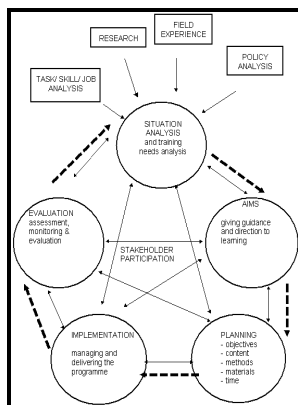 RESEARCH
FIELD
EXPERIENCE
POLICY
ANALYSIS
TASK/ SKILL/ JOB
ANALYSIS
SITUATION
ANALYSIS
and training
needs analysis
EVALUATION
assessment,
monitoring &
evaluation
AIMS
giving guidance
and direction to
learning
STAKEHOLDER
PARTICIPATION
IMPLEMENTATION
managing and
delivering the
programme
PLANNING
- objectives
- content
- methods
- materials
- time